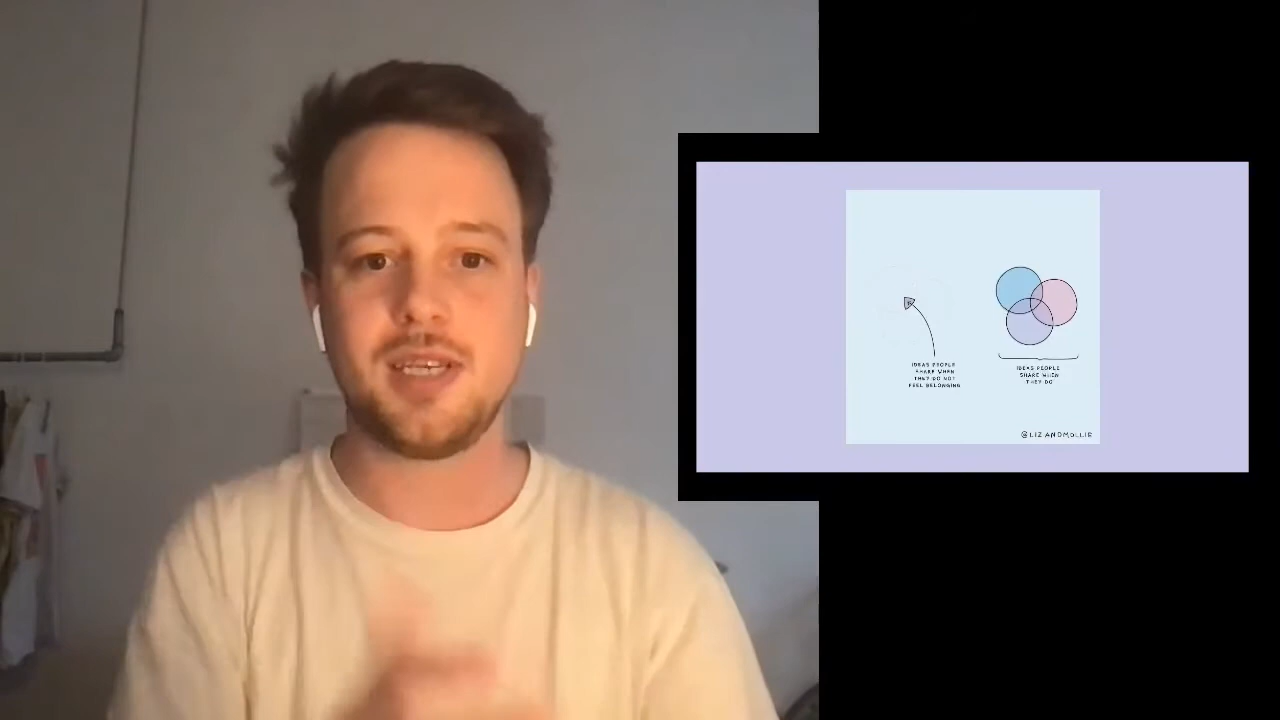 IDEAS PEOPLE
SHARE WHEN
THEY DO NOT
FEEL BELONGING
IDEAS PEOPLE
SHARE WHEN
THEY DO
@LIZANDMOLLIE